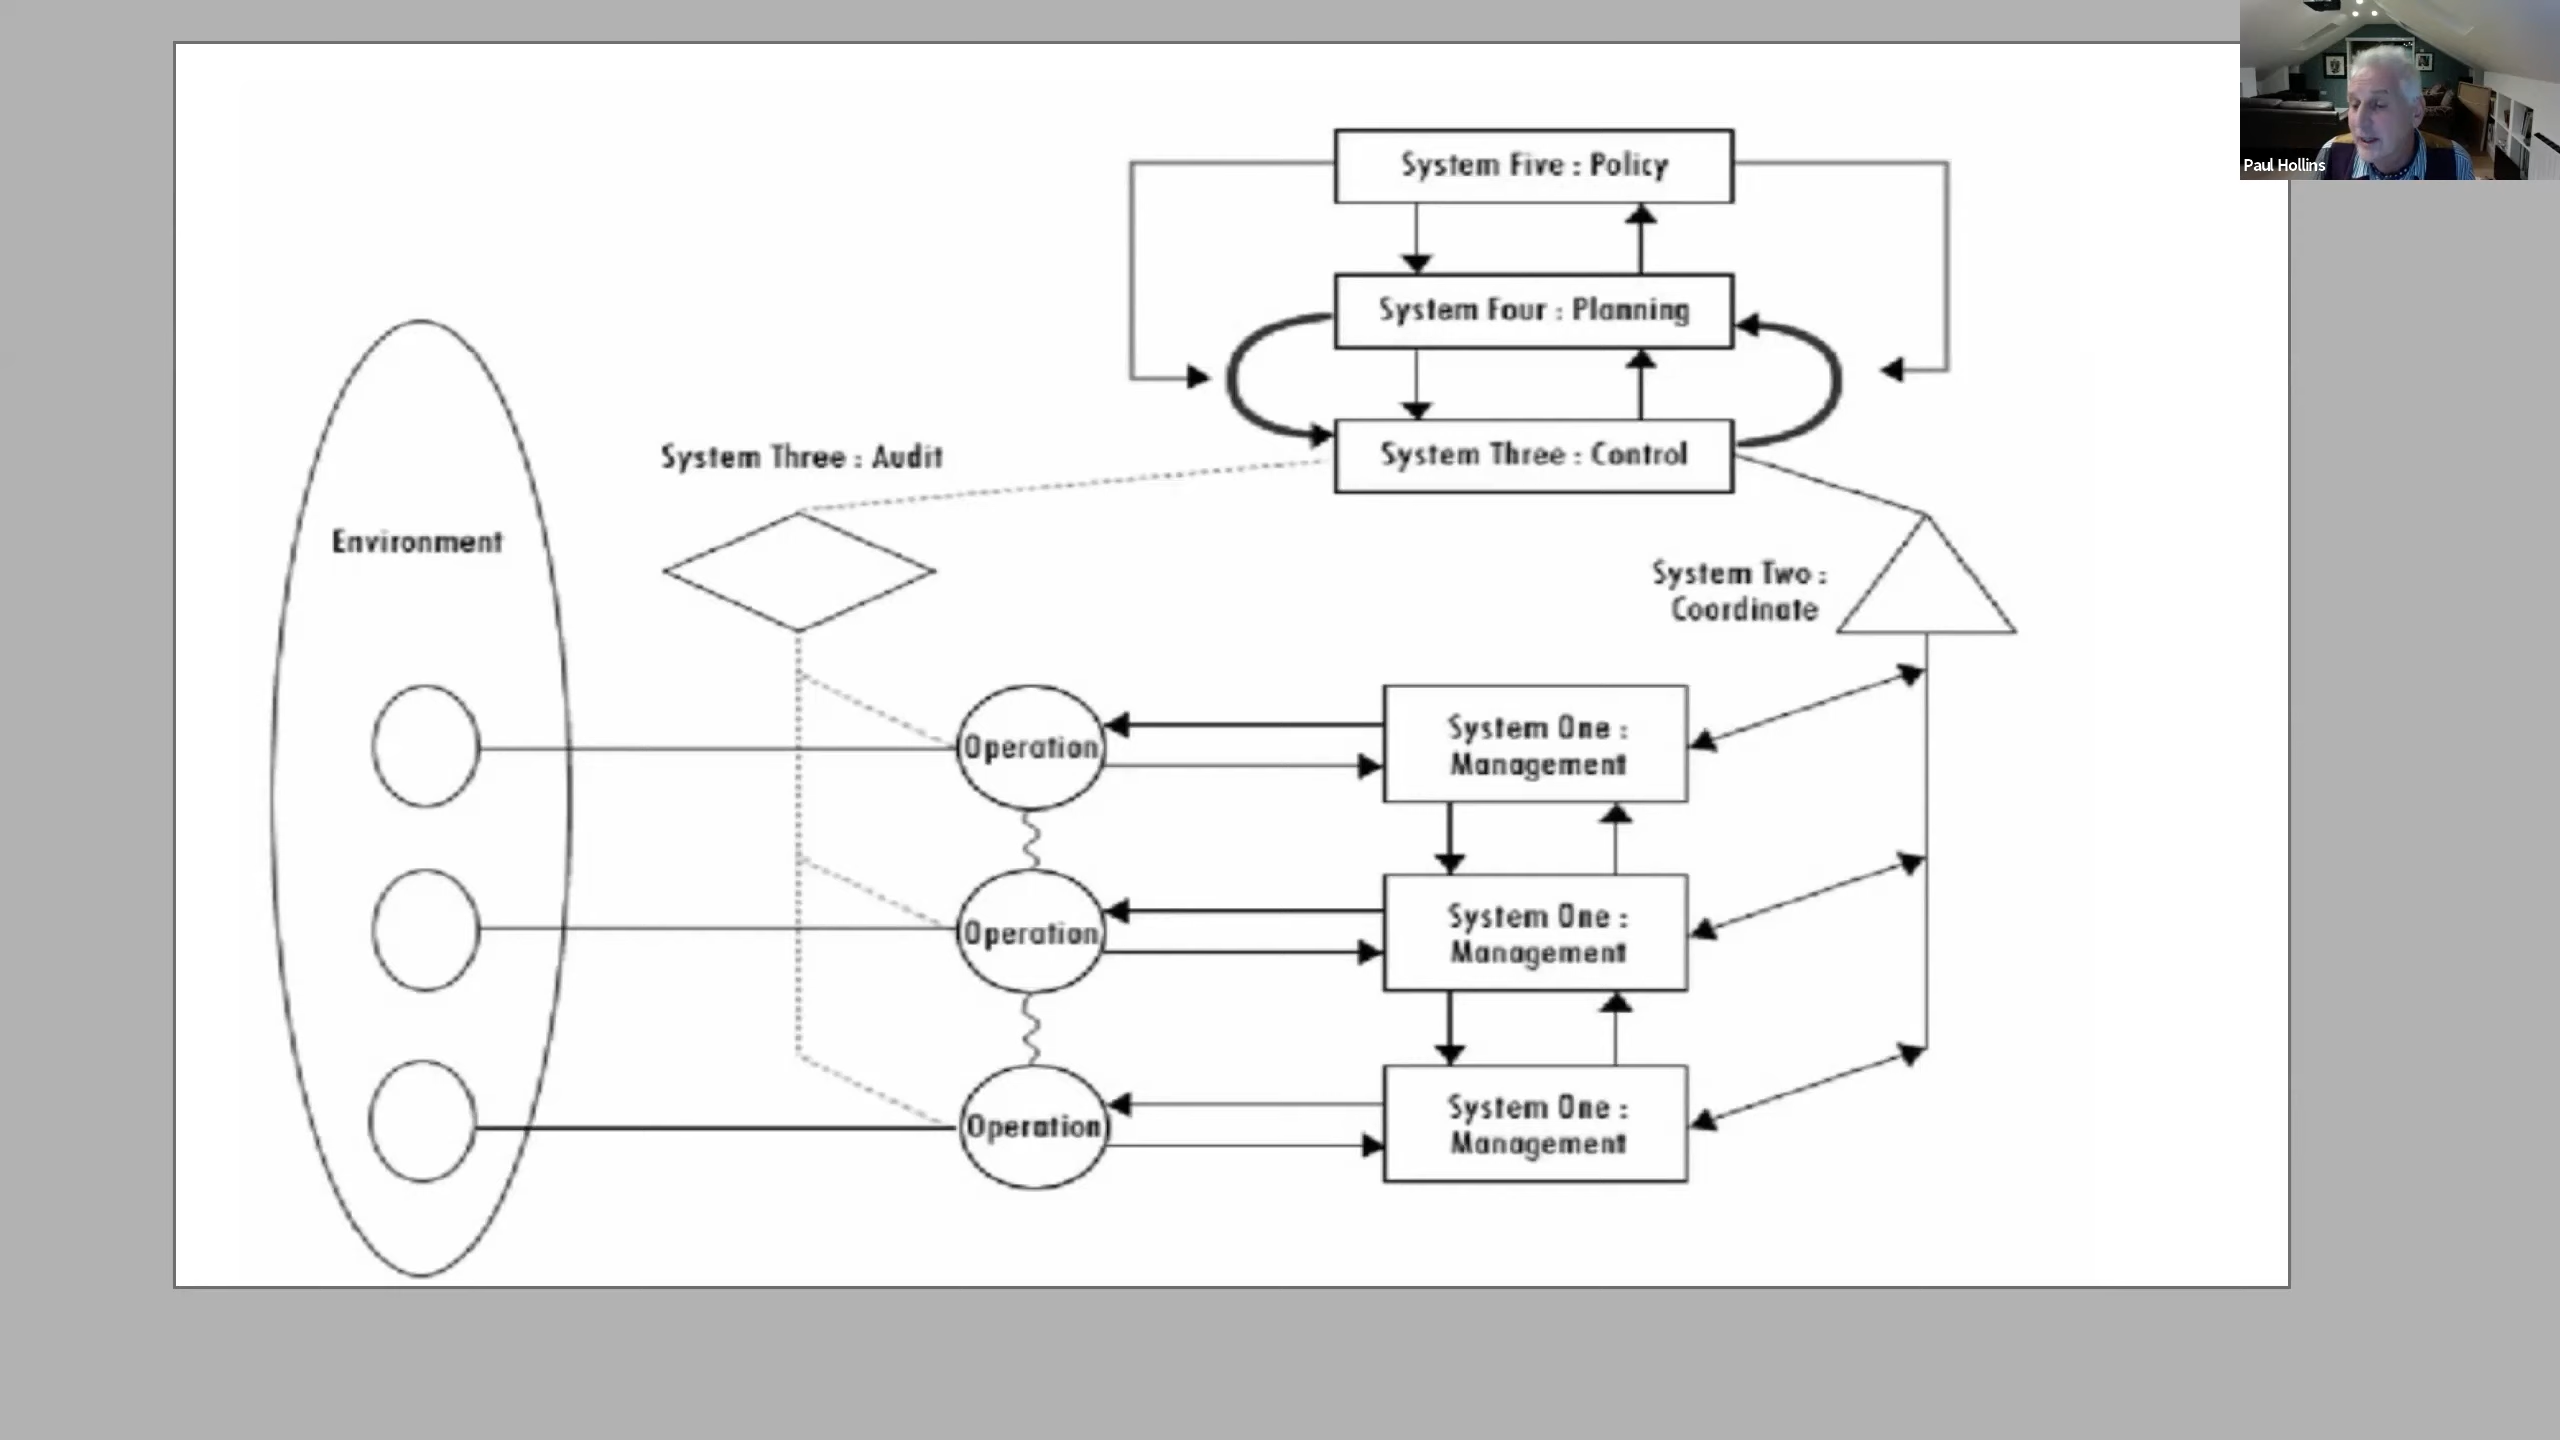 Paul Hollins
System Five : Policy
System Four : Planning
System Three : Control
System Three : Audit
Environment
System Two :
Coordinate
Operation
System One :
Management
Operation
System One :
Management
Operation
System One :
Management